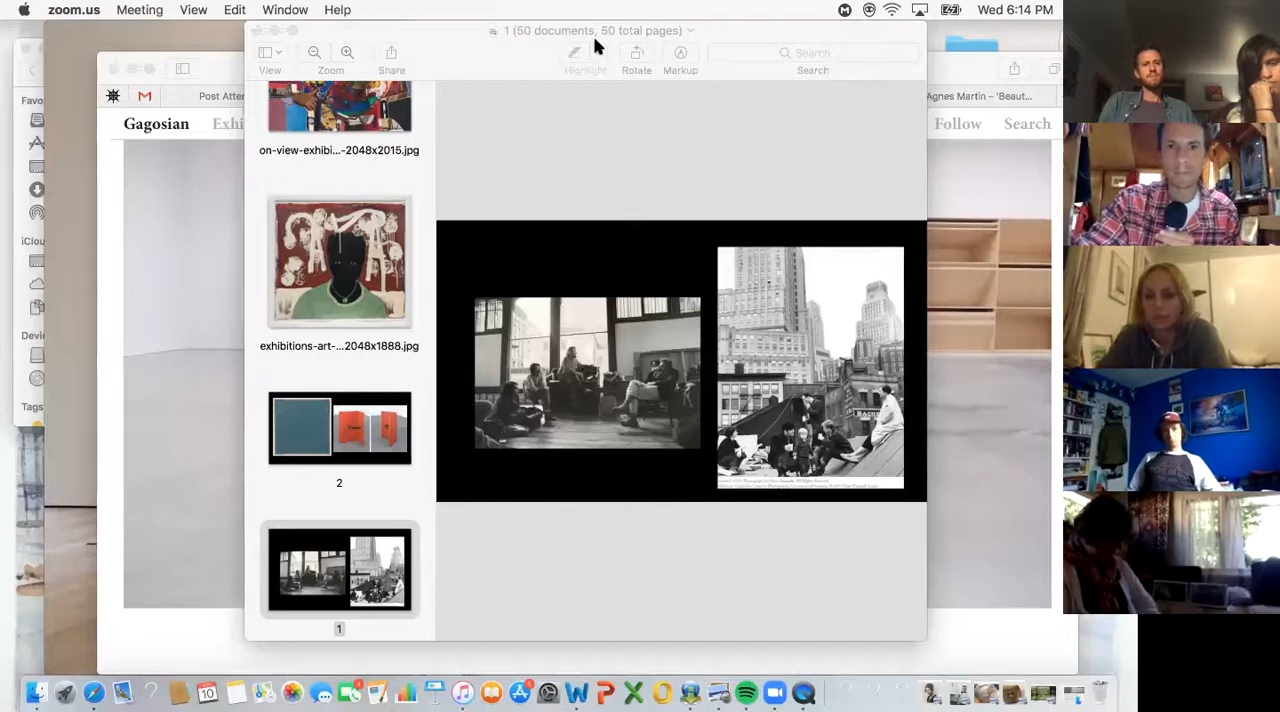 zoom.us Meeting View Edit Window Help Wed 6:14 PM
1 (50 documents, 50 total pages)
View Zoom Share Highlight Rotate Markup Search
Search
Favo
Post Atter
Agnes Martin – 'Beaut...
Gagosian Exhi
Follow Search
on-view-exhibi...-2048x2015.jpg
iClou
exhibitions-art-...2048x1888.jpg
Devic
Tags
2
1
10